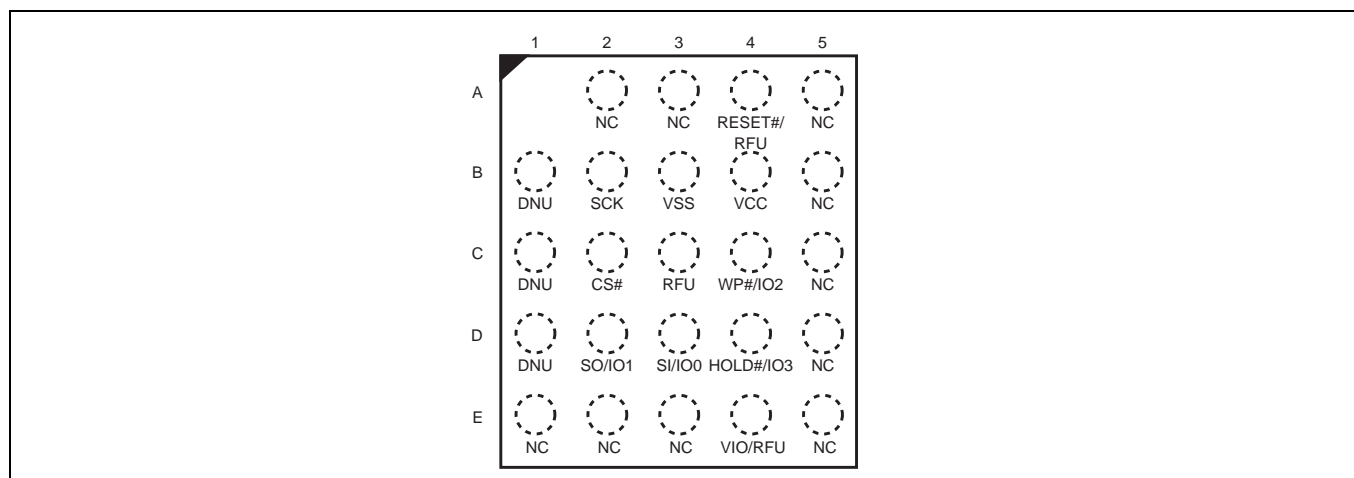 1 2 3 4 5
A
NC NC RESET#/ NC
RFU
B
DNU SCK VSS VCC NC
C
DNU CS# RFU WP#/IO2 NC
D
DNU SO/IO1 SI/IO0 HOLD#/IO3 NC
E
NC NC NC VIO/RFU NC